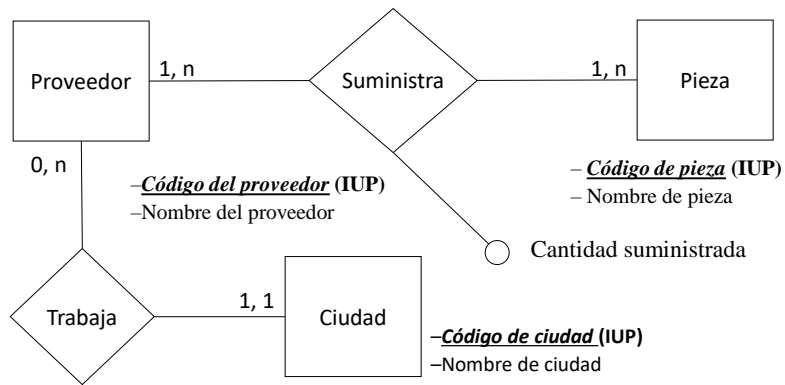 Proveedor
1, n
Suministra
1, n
Pieza
0, n
–Código del proveedor (IUP)
–Nombre del proveedor
– Código de pieza (IUP)
– Nombre de pieza
Cantidad suministrada
Trabaja
1, 1
Ciudad
–Código de ciudad (IUP)
–Nombre de ciudad